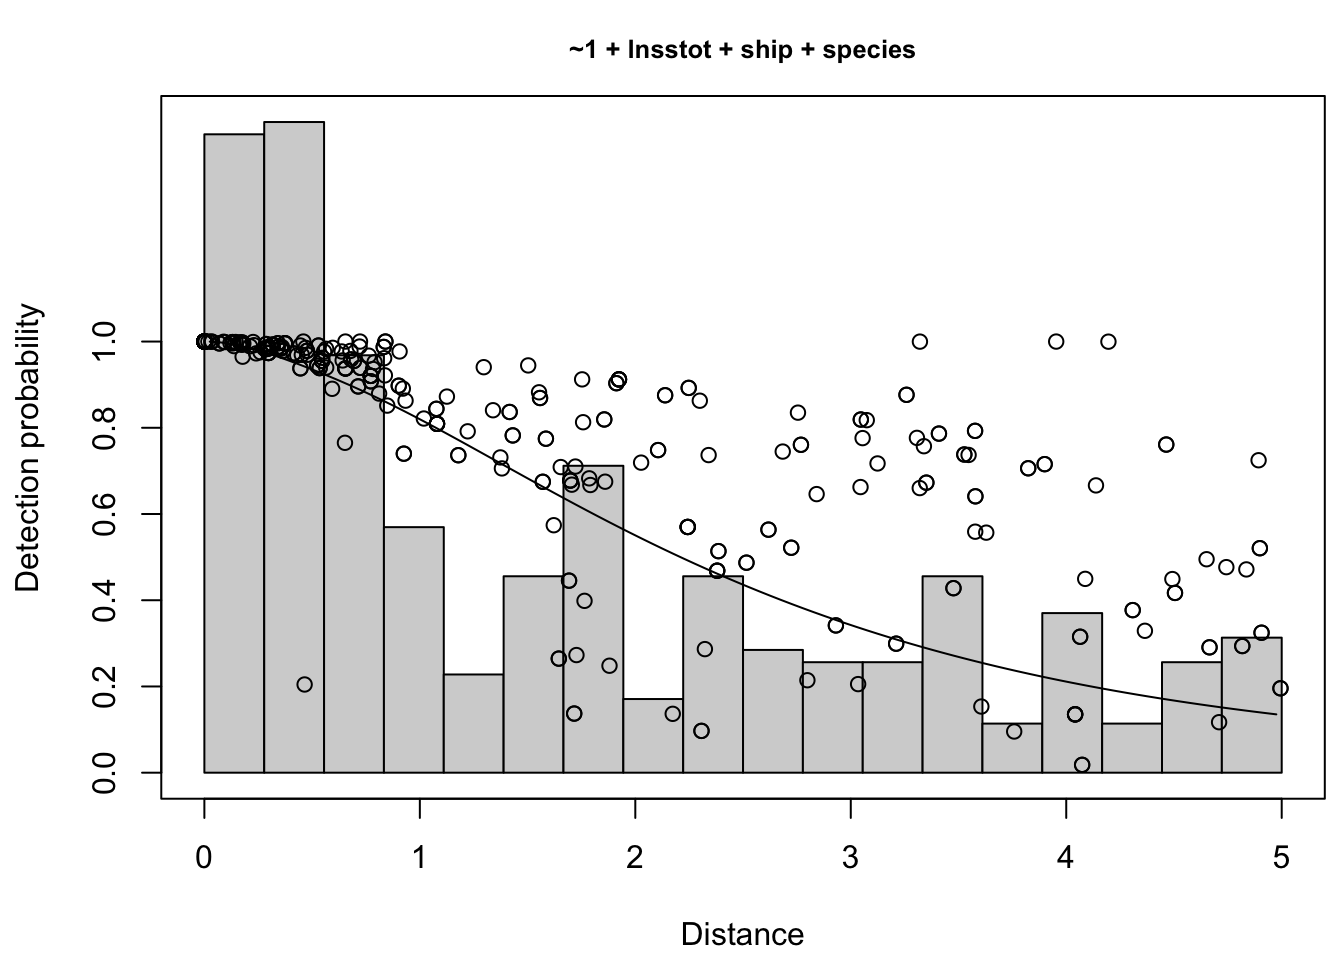 ~1 + lnsstot + ship + species
Detection probability
1.0
0.8
0.6
0.4
0.2
0.0
0 1 2 3 4 5
Distance